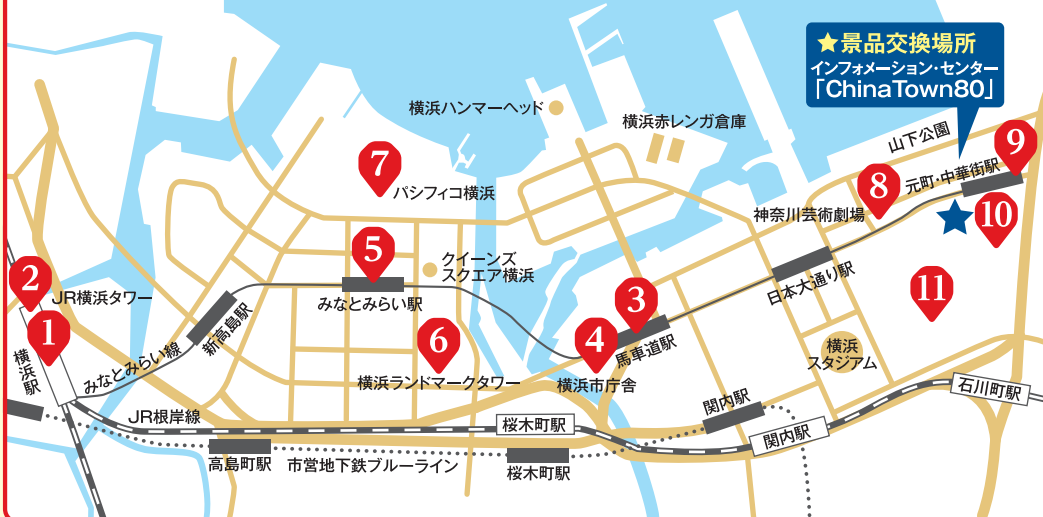 ★景品交換場所
インフォメーション・センター
「ChinaTown80」
横浜ハンマーヘッド
横浜赤レンガ倉庫
山下公園
9
7
パシフィコ横浜
8
元町・中華街駅
10
神奈川芸術劇場
5
クイーンズ
スクエア横浜
みなとみらい駅
2
JR横浜タワー
1
横浜駅
新高島駅
みなとみらい線
3
馬車道駅
日本大通り駅
11
6
横浜ランドマークタワー
4
横浜市庁舎
横浜
スタジアム
JR根岸線
桜木町駅
関内駅
関内駅
石川町駅
高島町駅
市営地下鉄ブルーライン
桜木町駅